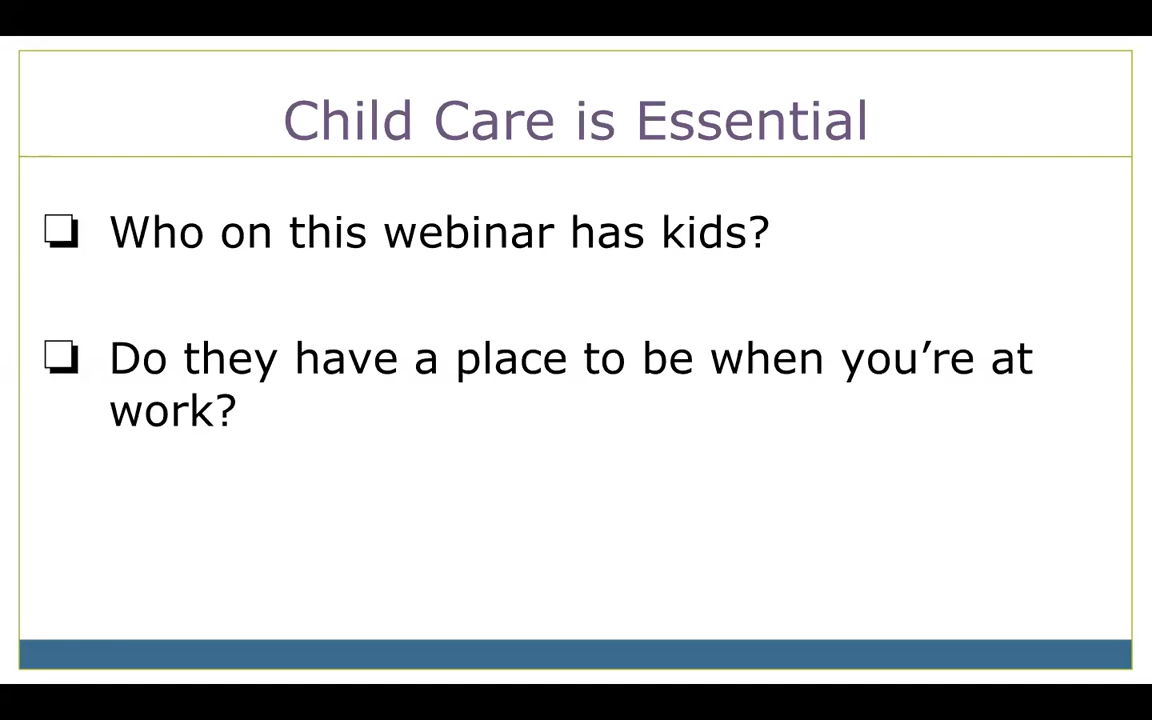 Child Care is Essential
❏ Who on this webinar has kids?
❏ Do they have a place to be when you’re at
work?